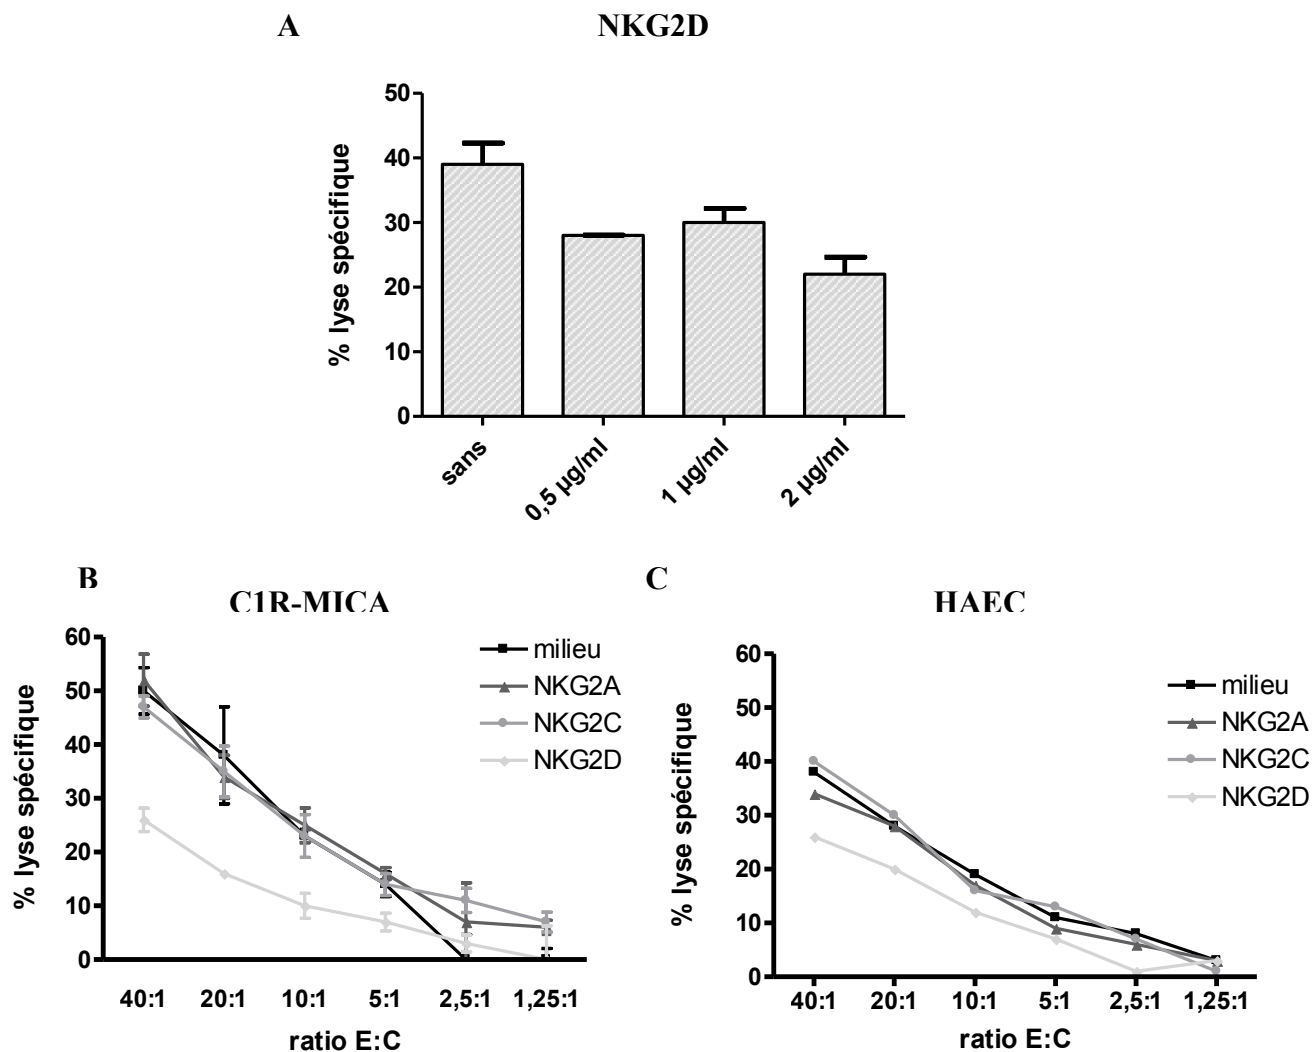 A
NKG2D
50
40
30
20
10
0
% lyse spécifique
sans
0,5 µg/ml
1 µg/ml
2 µg/ml
B
C1R-MICA
60
50
40
30
20
10
0
% lyse spécifique
milieu
NKG2A
NKG2C
NKG2D
40:1
20:1
10:1
5:1
2,5:1
1,25:1
ratio E:C
C
HAEC
60
50
40
30
20
10
0
% lyse spécifique
milieu
NKG2A
NKG2C
NKG2D
40:1
20:1
10:1
5:1
2,5:1
1,25:1
ratio E:C